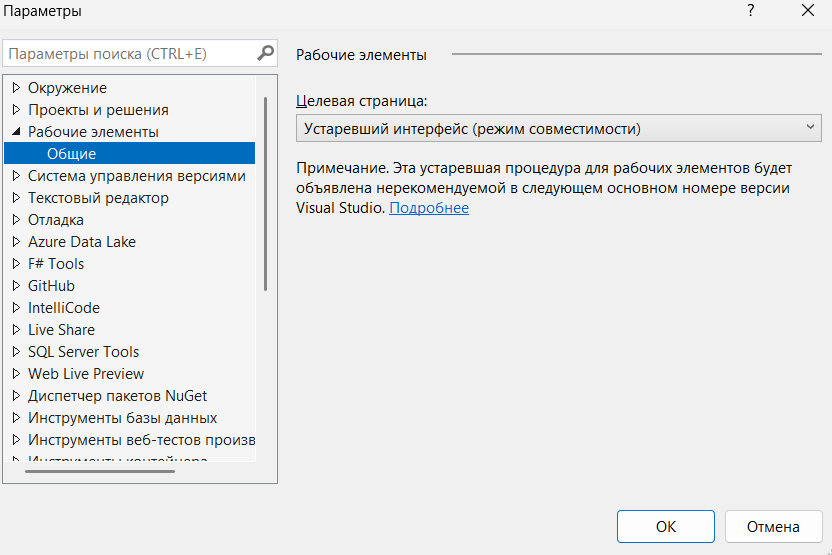 Параметры
?
Параметры поиска (CTRL+E)
Окружение
Проекты и решения
Рабочие элементы
Общие
Система управления версиями
Текстовый редактор
Отладка
Azure Data Lake
F# Tools
GitHub
IntelliCode
Live Share
SQL Server Tools
Web Live Preview
Диспетчер пакетов NuGet
Инструменты базы данных
Инструменты веб-тестов произв
Инструменты контейнера
Рабочие элементы
Целевая страница:
Устаревший интерфейс (режим совместимости)
Примечание. Эта устаревшая процедура для рабочих элементов будет
объявлена нерекомендуемой в следующем основном номере версии
Visual Studio. Подробнее
ОК
Отмена